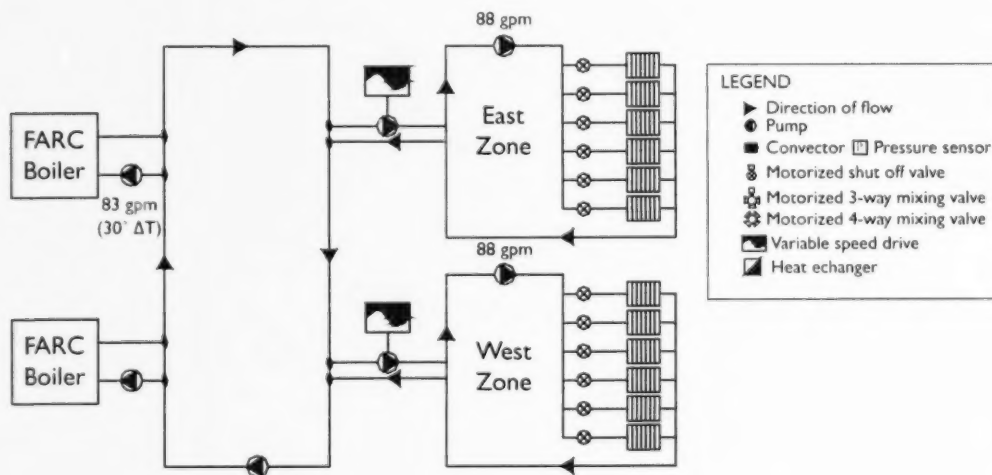 88 gpm
East
Zone
FARC
Boiler
83 gpm
(30° ΔT)
88 gpm
West
Zone
FARC
Boiler
LEGEND
Direction of flow
Pump
Convector P Pressure sensor
Motorized shut off valve
Motorized 3-way mixing valve
Motorized 4-way mixing valve
Variable speed drive
Heat echanger